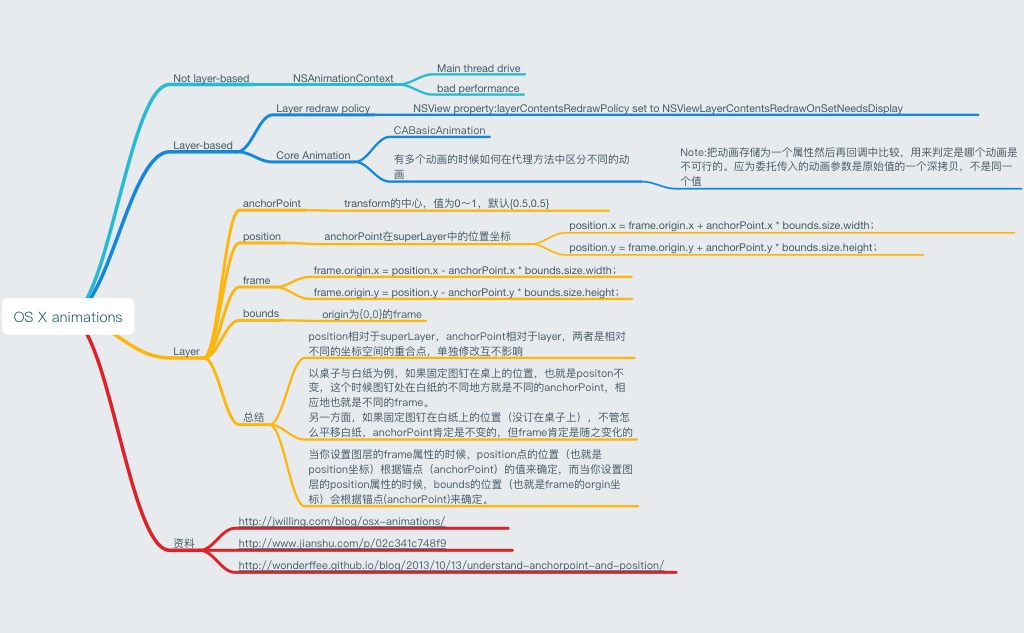 OS X animations
Not layer-based
NSAnimationContext
Main thread drive
bad performance
Layer-based
Layer redraw policy
NSView property:layerContentsRedrawPolicy set to NSViewLayerContentsRedrawOnSetNeedsDisplay
Core Animation
CABasicAnimation
有多个动画的时候如何在代理方法中区分不同的动
画
Note:把动画存储为一个属性然后再回调中比较，用来判定是哪个动画是
不可行的。应为委托传入的动画参数是原始值的一个深拷贝，不是同一
个值
Layer
anchorPoint
transform的中心，值为0～1，默认{0.5,0.5}
position
anchorPoint在superLayer中的位置坐标
position.x = frame.origin.x + anchorPoint.x * bounds.size.width；
position.y = frame.origin.y + anchorPoint.y * bounds.size.height；
frame
frame.origin.x = position.x - anchorPoint.x * bounds.size.width；
frame.origin.y = position.y - anchorPoint.y * bounds.size.height；
bounds
origin为{0,0}的frame
总结
position相对于superLayer，anchorPoint相对于layer，两者是相对
不同的坐标空间的重合点，单独修改互不影响
以桌子与白纸为例，如果固定图钉在桌上的位置，也就是positon不
变，这个时候图钉处在白纸的不同地方就是不同的anchorPoint，相
应地也就是不同的frame。
另一方面，如果固定图钉在白纸上的位置（没订在桌子上），不管怎
么平移白纸，anchorPoint肯定是不变的，但frame肯定是随之变化的
当你设置图层的frame属性的时候，position点的位置（也就是
position坐标）根据锚点（anchorPoint）的值来确定，而当你设置图
层的position属性的时候，bounds的位置（也就是frame的orgin坐
标）会根据锚点(anchorPoint)来确定。
资料
http://jwilling.com/blog/osx-animations/
http://www.jianshu.com/p/02c341c748f9
http://wonderffee.github.io/blog/2013/10/13/understand-anchorpoint-and-position/